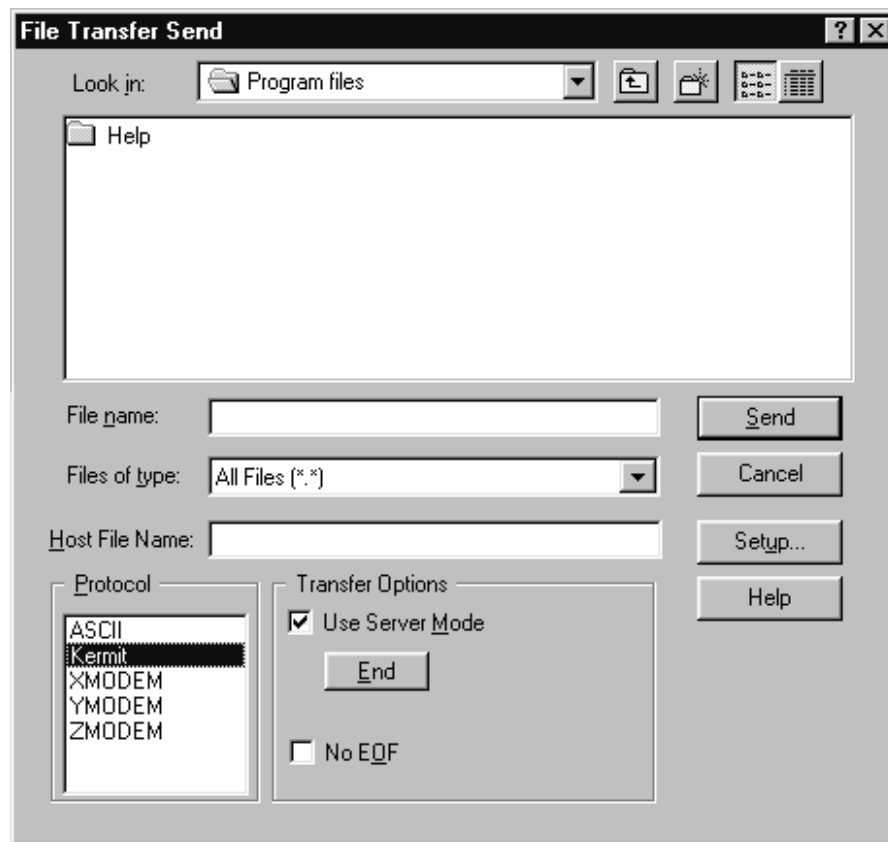 File Transfer Send
Look in: Program files
Help
File name:
Send
Files of type: All Files (*.*)
Cancel
Host File Name:
Setup...
Protocol
Transfer Options
Help
ASCII
Kermit
XMODEM
YMODEM
ZMODEM
Use Server Mode
End
No EOF